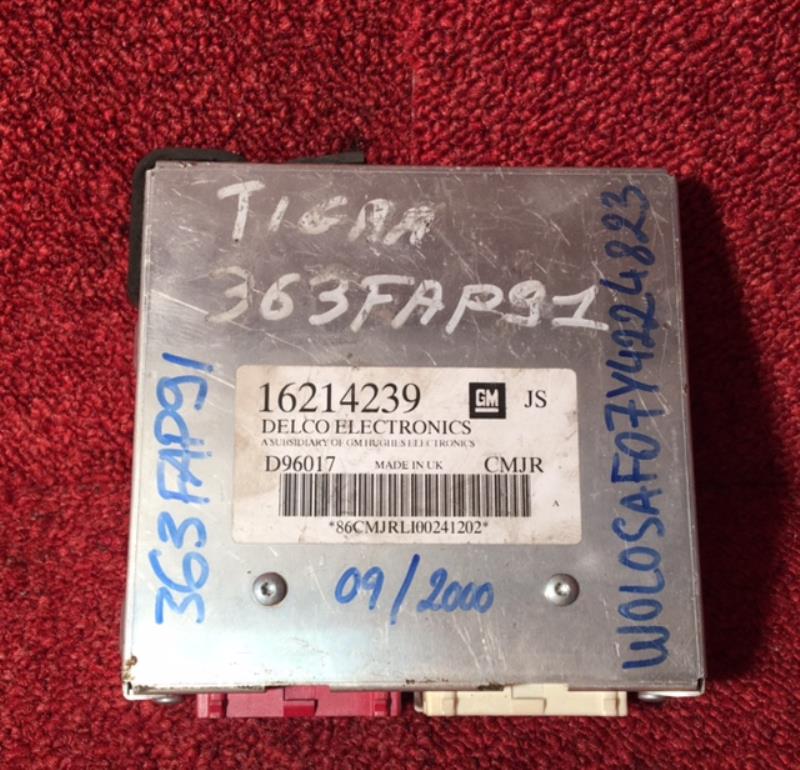 TIGRA
363FAP91
16214239 GM JS
DELCO ELECTRONICS
A SUBSIDIARY OF GM HUGHES ELECTRONICS
D96017 MADE IN UK CMJR
A
*86CMJRLI00241202*
09/2000
363FAP91
WOLOSAFO7Y4224823